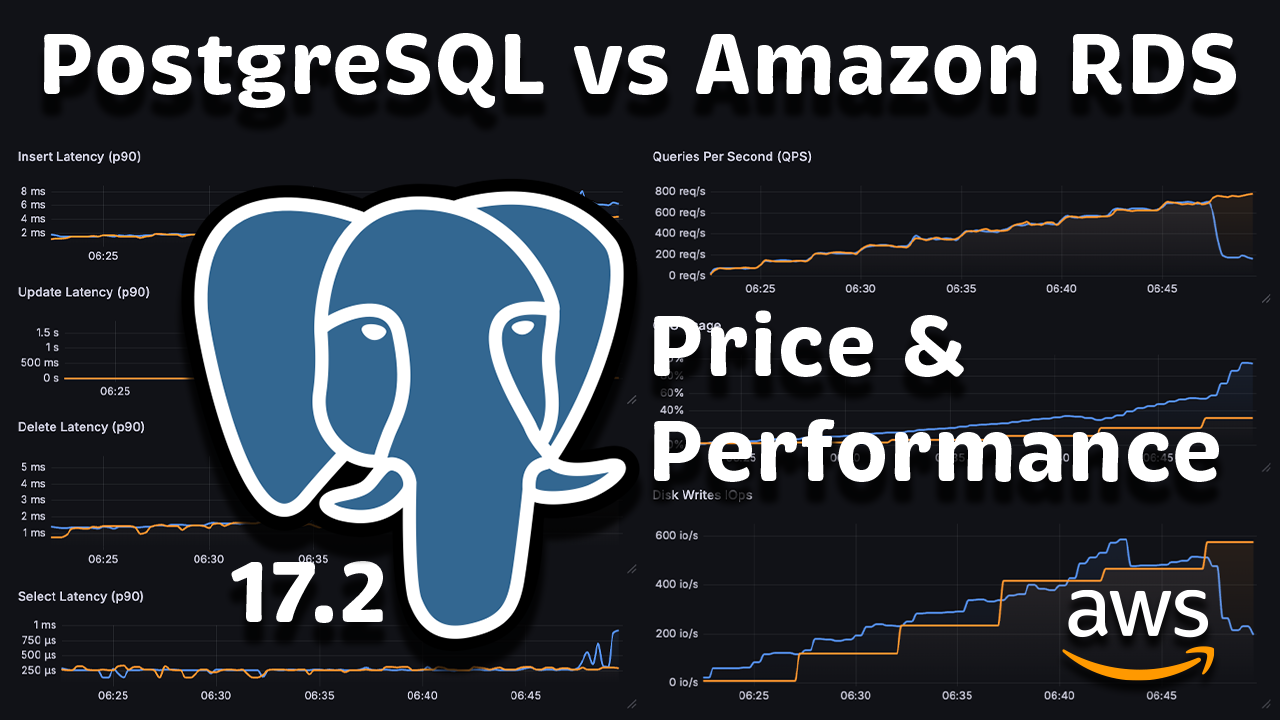 PostgreSQL vs Amazon RDS
Insert Latency (p90)
8 ms
6 ms
4 ms
2 ms
06:25
Update Latency (p90)
1.5 s
1 s
500 ms
0 s
06:25
Delete Latency (p90)
5 ms
4 ms
3 ms
2 ms
1 ms
06:25
06:30
06:35
17.2
Select Latency (p90)
1 ms
750 µs
500 µs
250 µs
06:25
06:30
06:35
06:40
06:45
Queries Per Second (QPS)
800 req/s
600 req/s
400 req/s
200 req/s
0 req/s
06:25
06:30
06:35
06:40
06:45
Price &
60%
40%
Performance
Disk Writes IOps
600 io/s
400 io/s
200 io/s
0 io/s
06:25
06:30
06:35
06:40
06:45
aws